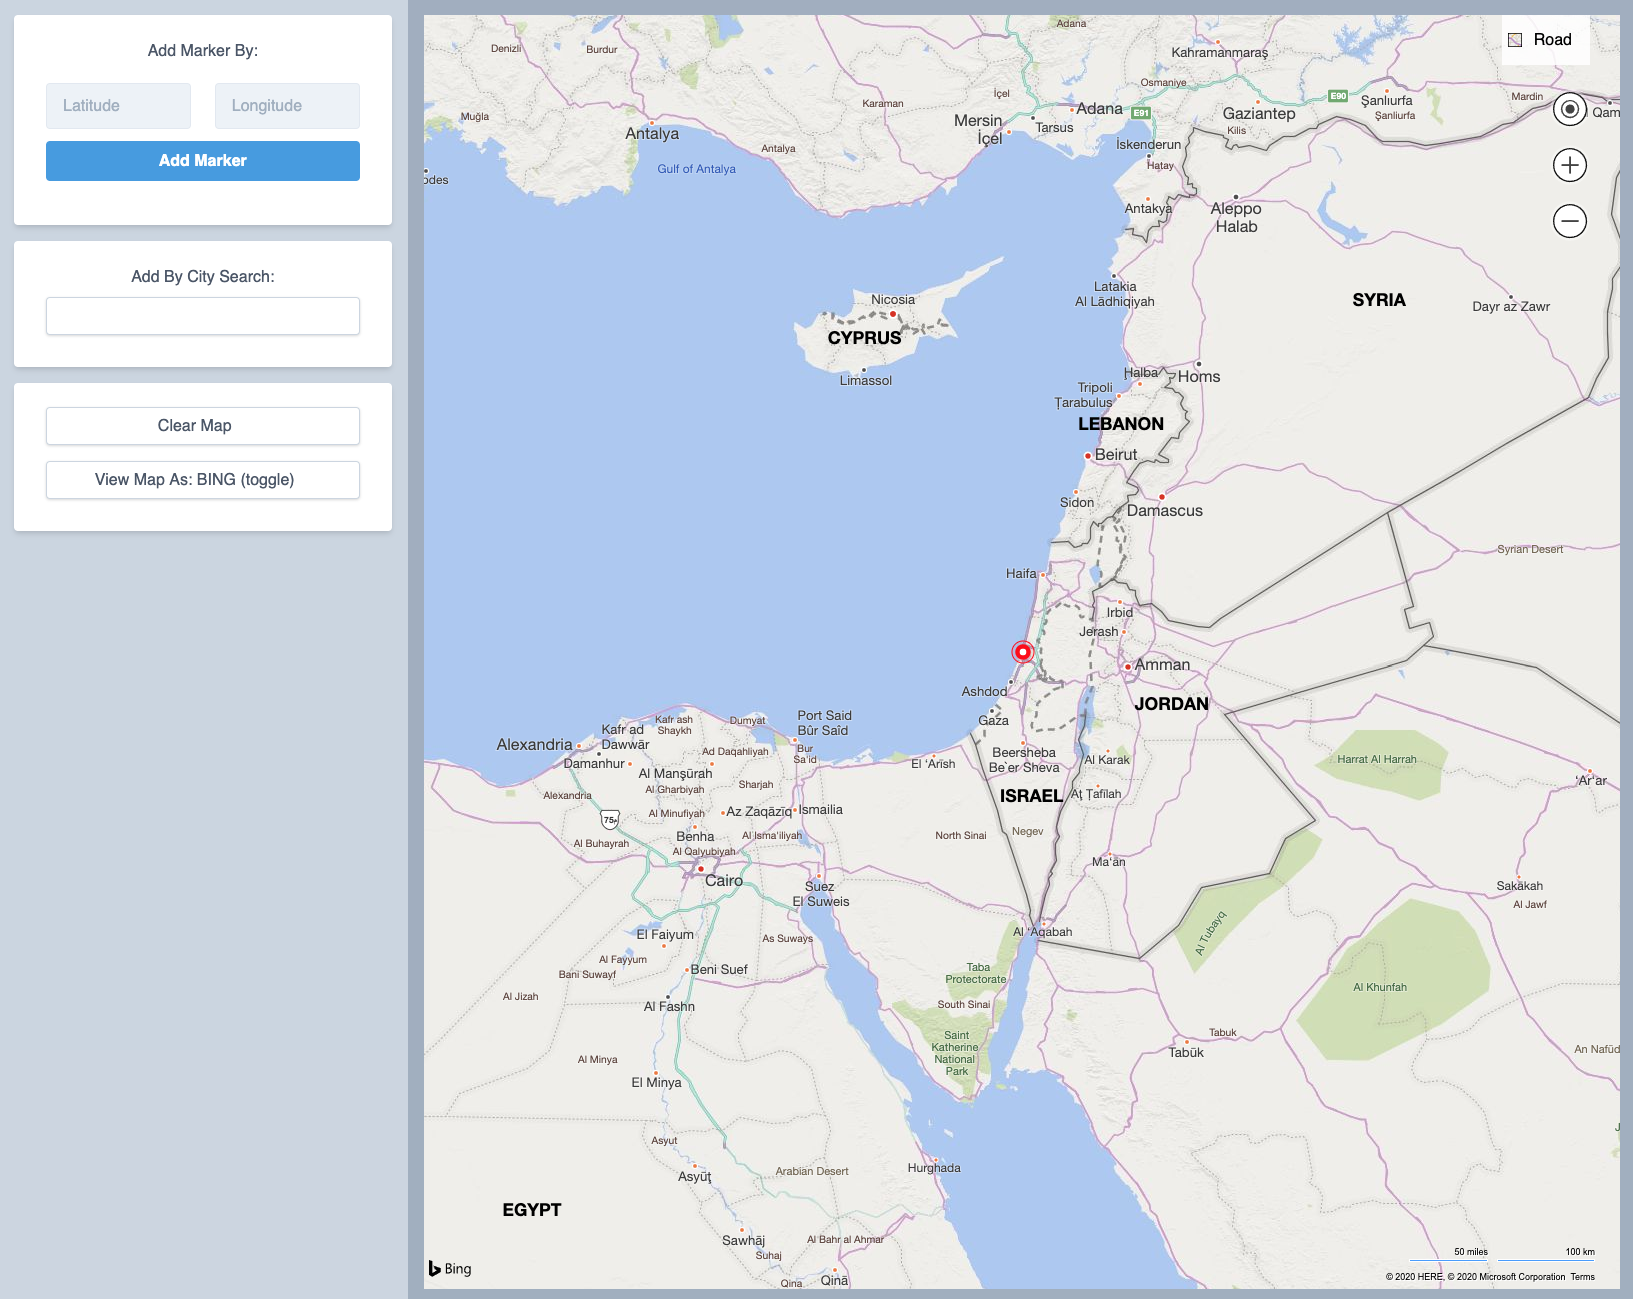 Add Marker By:
Latitude
Longitude
Add Marker
Add By City Search:
Clear Map
View Map As: BING (toggle)
Road
Adana
Denizli
Burdur
Kahramanmaraş
Osmaniye
İçel
Karaman
Adana
E91
E90
Şanlıurfa
Şanlıurfa
Mardin
Qam
Gaziantep
Kilis
Muğla
Antalya
Mersin
İçel
Tarsus
Antalya
İskenderun
Hatay
Gulf of Antalya
odes
Antakya
Aleppo
Halab
Latakia
Al Lādhiqīyah
SYRIA
Dayr az Zawr
Nicosia
CYPRUS
Limassol
Ḩalba
Homs
Tripoli
Ţarabulus
LEBANON
Beirut
Sidon
Damascus
Syrian Desert
Haifa
Irbid
Jerash
Amman
Ashdod
JORDAN
Gaza
Port Said
Bûr Saîd
Kafr ash
Shaykh
Dumyat
Kafr ad
Dawwār
Alexandria
Damanhur
Ad Daqahliyah
Bur
Sa'id
Al Manşūrah
Al Gharbiyah
Sharjah
El ‘Arîsh
Beersheba
Be'er Sheva
Al Karak
Harrat Al Harrah
‘Ar‘ar
ISRAEL
Aţ Ţafīlah
Alexandria
75
Al Minufiyah
Az Zaqāzīq
Ismailia
Benha
Al Isma'iliyah
North Sinai
Negev
Al Buhayrah
Al Qalyubiyah
Ma‘ān
Cairo
Suez
El Suweis
Sakākah
Al Jawf
Al ‘Aqabah
Al Tubayq
El Faiyum
As Suways
Al Fayyum
Bani Suwayf
Beni Suef
Taba
Protectorate
Al Khunfah
Al Jizah
Al Fashn
South Sinai
Saint
Katherine
National
Park
Tabuk
Tabūk
An Nafūd
Al Minya
El Minya
Asyut
Asyūţ
Arabian Desert
Hurghada
EGYPT
Sawhāj
Suhaj
Al Bahr al Ahmar
Qina
Qinā
Bing
50 miles
100 km
© 2020 HERE, © 2020 Microsoft Corporation Terms